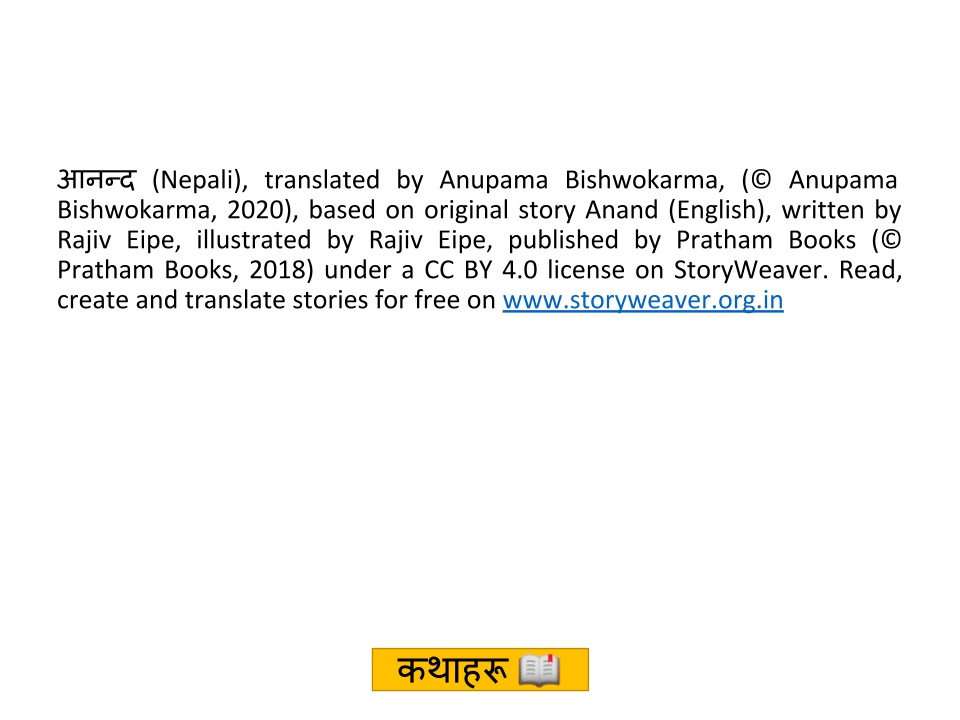 आनन्द (Nepali), translated by Anupama Bishwokarma, (© Anupama
Bishwokarma, 2020), based on original story Anand (English), written by
Rajiv Eipe, illustrated by Rajiv Eipe, published by Pratham Books (©
Pratham Books, 2018) under a CC BY 4.0 license on StoryWeaver. Read,
create and translate stories for free on www.storyweaver.org.in
कथाहरू